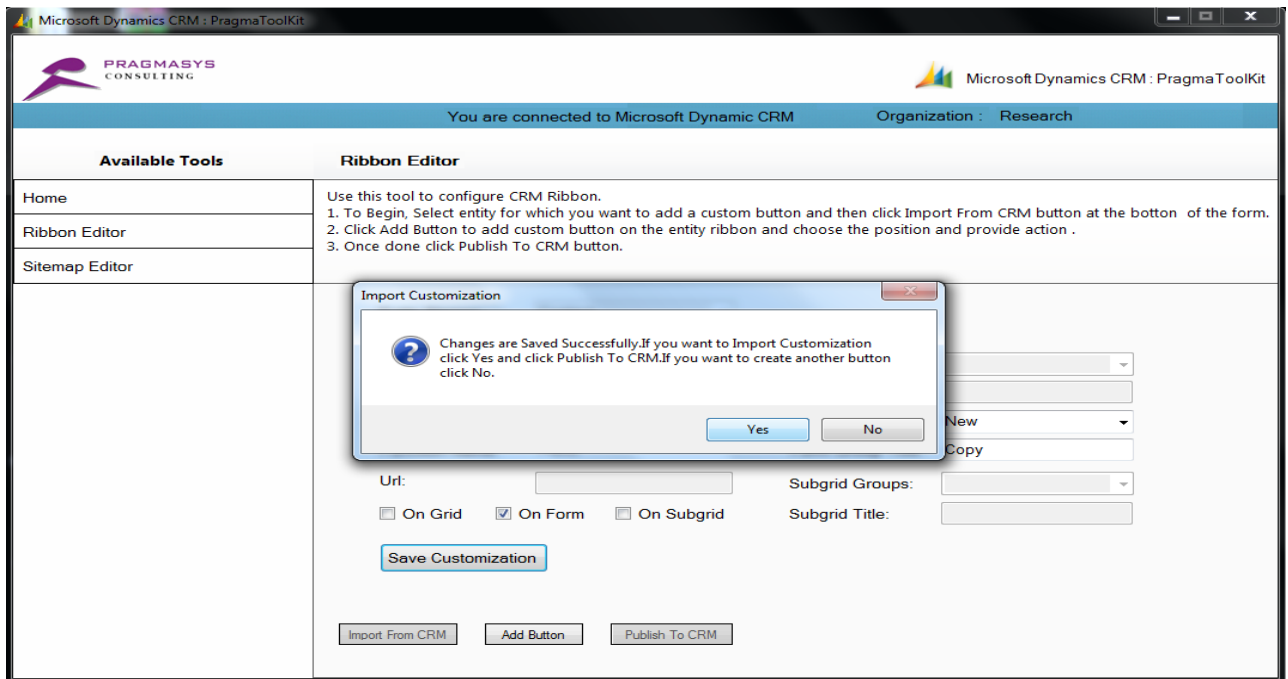 Microsoft Dynamics CRM : PragmaToolKit
PRAGMASYS
CONSULTING
Microsoft Dynamics CRM : PragmaToolKit
You are connected to Microsoft Dynamic CRM
Organization : Research
Available Tools
Ribbon Editor
Home
Ribbon Editor
Sitemap Editor
Use this tool to configure CRM Ribbon.
1. To Begin, Select entity for which you want to add a custom button and then click Import From CRM button at the botton of the form.
2. Click Add Button to add custom button on the entity ribbon and choose the position and provide action .
3. Once done click Publish To CRM button.
Import Customization
Changes are Saved Successfully.If you want to Import Customization
click Yes and click Publish To CRM.If you want to create another button
click No.
Yes No
New
Copy
Url:
Subgrid Groups:
On Grid On Form On Subgrid
Subgrid Title:
Save Customization
Import From CRM Add Button Publish To CRM